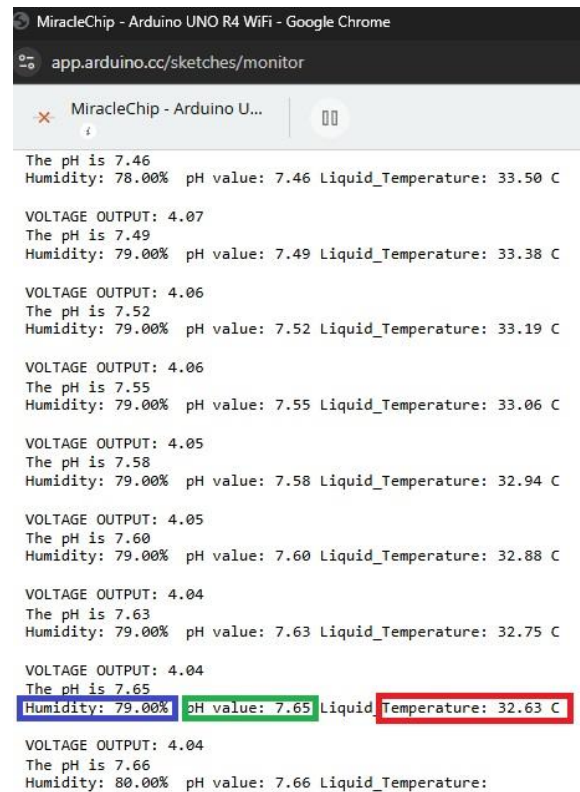 MiracleChip - Arduino UNO R4 WiFi - Google Chrome
app.arduino.cc/sketches/monitor
MiracleChip - Arduino U...
i
The pH is 7.46
Humidity: 78.00%  pH value: 7.46 Liquid_Temperature: 33.50 C
VOLTAGE OUTPUT: 4.07
The pH is 7.49
Humidity: 79.00%  pH value: 7.49 Liquid_Temperature: 33.38 C
VOLTAGE OUTPUT: 4.06
The pH is 7.52
Humidity: 79.00%  pH value: 7.52 Liquid_Temperature: 33.19 C
VOLTAGE OUTPUT: 4.06
The pH is 7.55
Humidity: 79.00%  pH value: 7.55 Liquid_Temperature: 33.06 C
VOLTAGE OUTPUT: 4.05
The pH is 7.58
Humidity: 79.00%  pH value: 7.58 Liquid_Temperature: 32.94 C
VOLTAGE OUTPUT: 4.05
The pH is 7.60
Humidity: 79.00%  pH value: 7.60 Liquid_Temperature: 32.88 C
VOLTAGE OUTPUT: 4.04
The pH is 7.63
Humidity: 79.00%  pH value: 7.63 Liquid_Temperature: 32.75 C
VOLTAGE OUTPUT: 4.04
The pH is 7.65
Humidity: 79.00%  pH value: 7.65 Liquid_Temperature: 32.63 C
VOLTAGE OUTPUT: 4.04
The pH is 7.66
Humidity: 80.00%  pH value: 7.66 Liquid_Temperature: